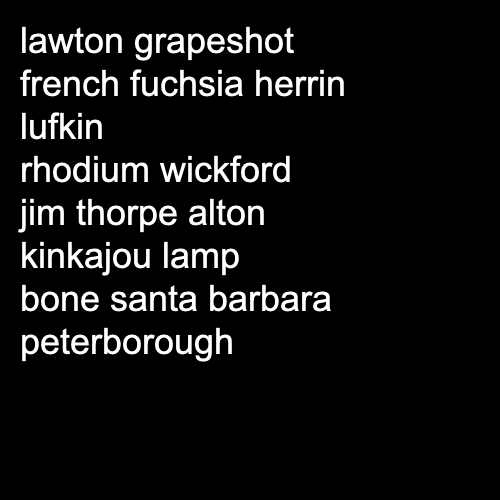 lawton grapeshot
french fuchsia herrin
lufkin
rhodium wickford
jim thorpe alton
kinkajou lamp
bone santa barbara
peterborough